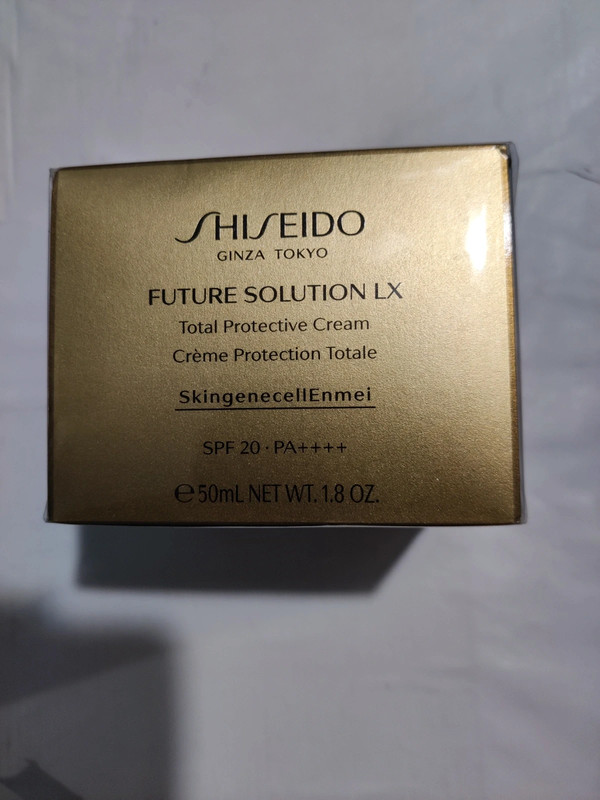 SHISEIDO
GINZA TOKYO
FUTURE SOLUTION LX
Total Protective Cream
Crème Protection Totale
SkingenecellEnmei
SPF 20 · PA++++
℮50mL NET WT. 1.8 OZ.